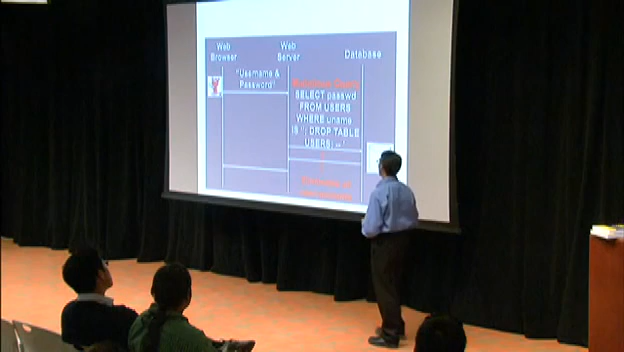 Web
Browser
Web
Server
Database
"Username &
Password"
SELECT passwd
FROM USERS
WHERE uname
IS ''; DROP TABLE
USERS; -- '